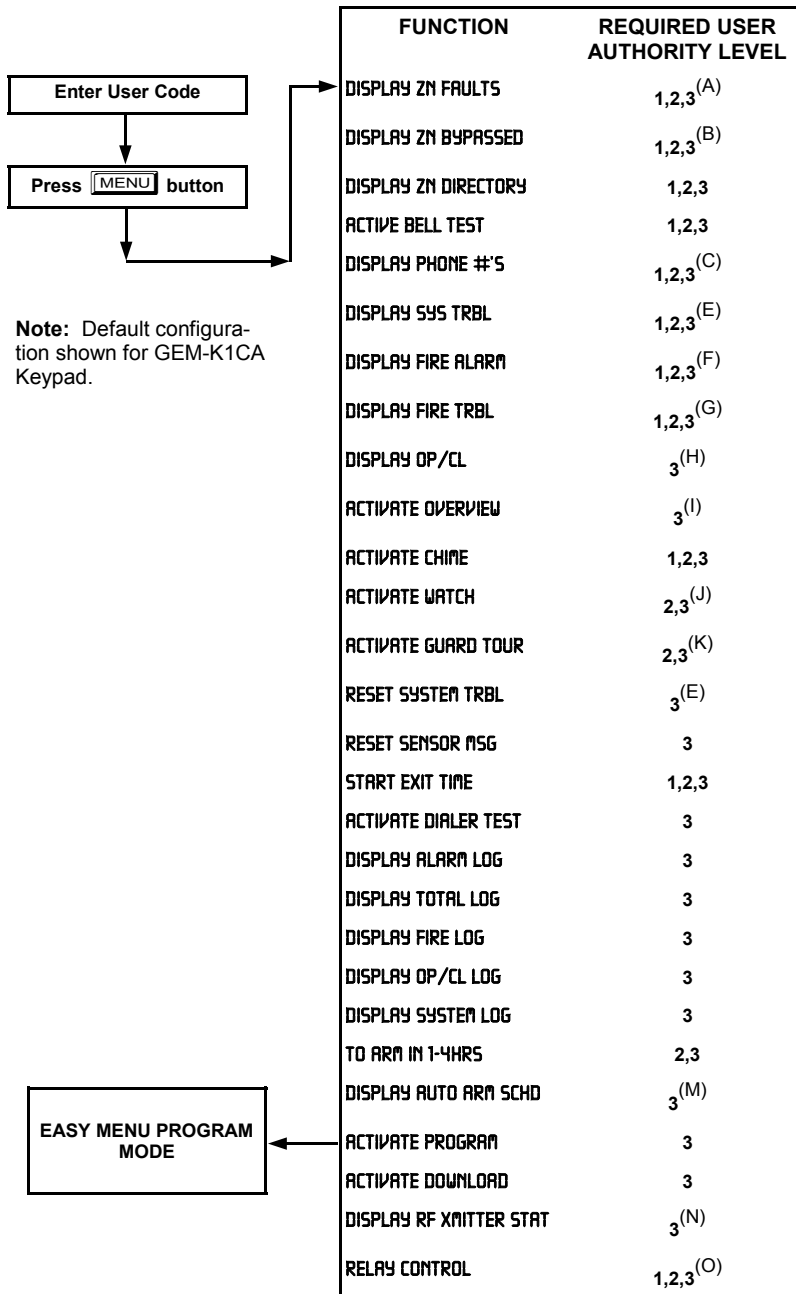 FUNCTION
REQUIRED USER
AUTHORITY LEVEL
Enter User Code
Press MENU button
Note: Default configura-
tion shown for GEM-K1CA
Keypad.
DISPLAY ZN FAULTS 1,2,3(A)
DISPLAY ZN BYPASSED 1,2,3(B)
DISPLAY ZN DIRECTORY 1,2,3
ACTIVE BELL TEST 1,2,3
DISPLAY PHONE #'S 1,2,3(C)
DISPLAY SYS TRBL 1,2,3(E)
DISPLAY FIRE ALARM 1,2,3(F)
DISPLAY FIRE TRBL 1,2,3(G)
DISPLAY OP/CL 3(H)
ACTIVATE OVERVIEW 3(I)
ACTIVATE CHIME 1,2,3
ACTIVATE WATCH 2,3(J)
ACTIVATE GUARD TOUR 2,3(K)
RESET SYSTEM TRBL 3(E)
RESET SENSOR MSG 3
START EXIT TIME 1,2,3
ACTIVATE DIALER TEST 3
DISPLAY ALARM LOG 3
DISPLAY TOTAL LOG 3
DISPLAY FIRE LOG 3
DISPLAY OP/CL LOG 3
DISPLAY SYSTEM LOG 3
TO ARM IN 1-4HRS 2,3
DISPLAY AUTO ARM SCHD 3(M)
EASY MENU PROGRAM
MODE
ACTIVATE PROGRAM 3
ACTIVATE DOWNLOAD 3
DISPLAY RF XMITTER STAT 3(N)
RELAY CONTROL 1,2,3(O)